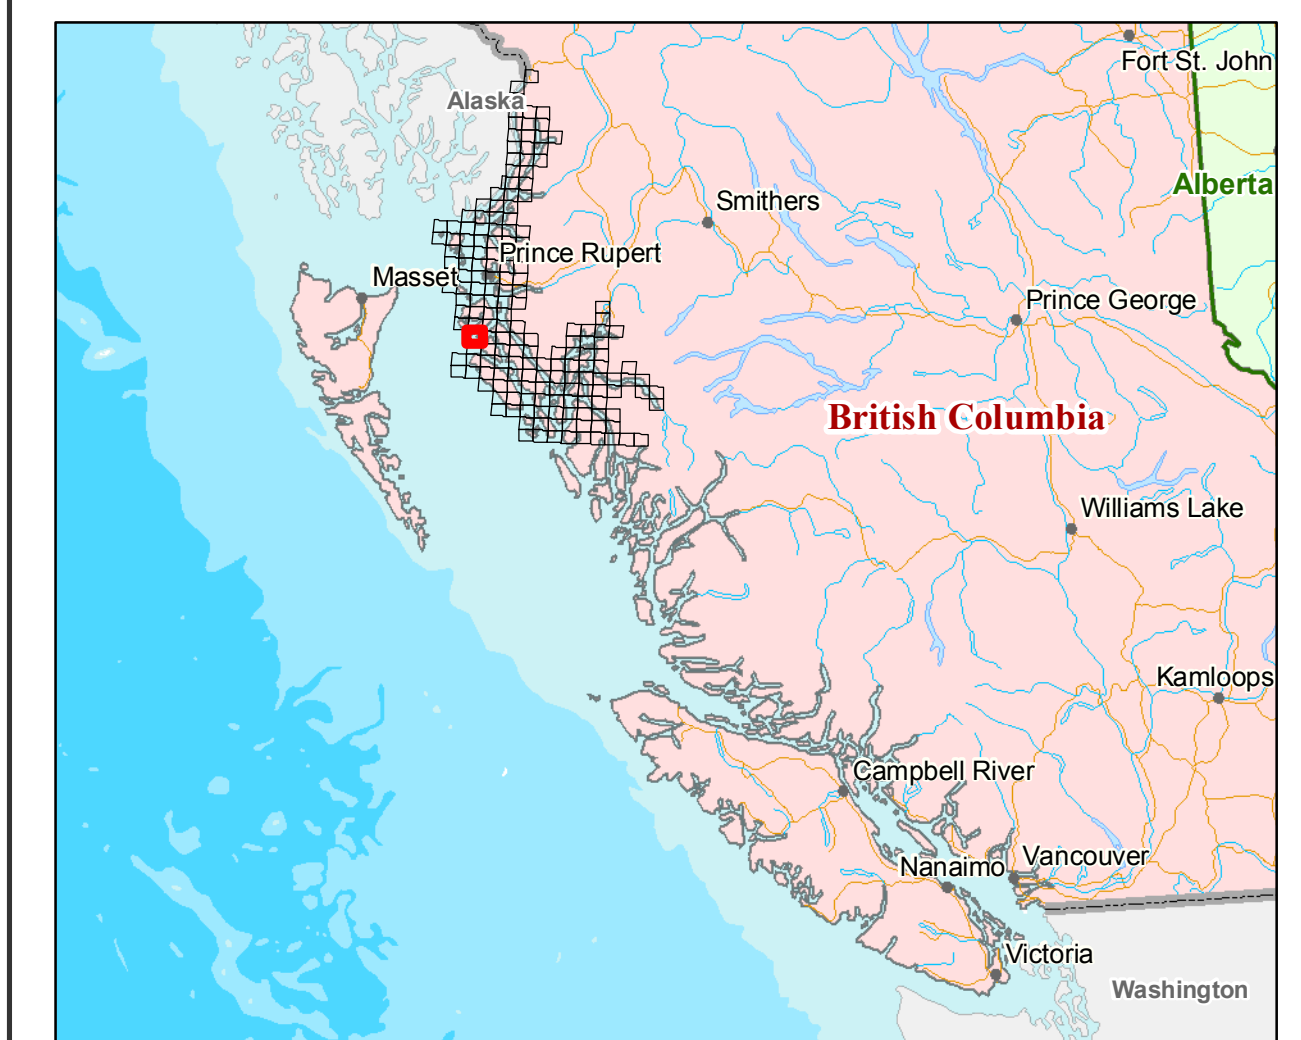 Fort St. John
Alaska
Alberta
Smithers
Prince Rupert
Masset
Prince George
British Columbia
Williams Lake
Kamloops
Campbell River
Vancouver
Nanaimo
Victoria
Washington